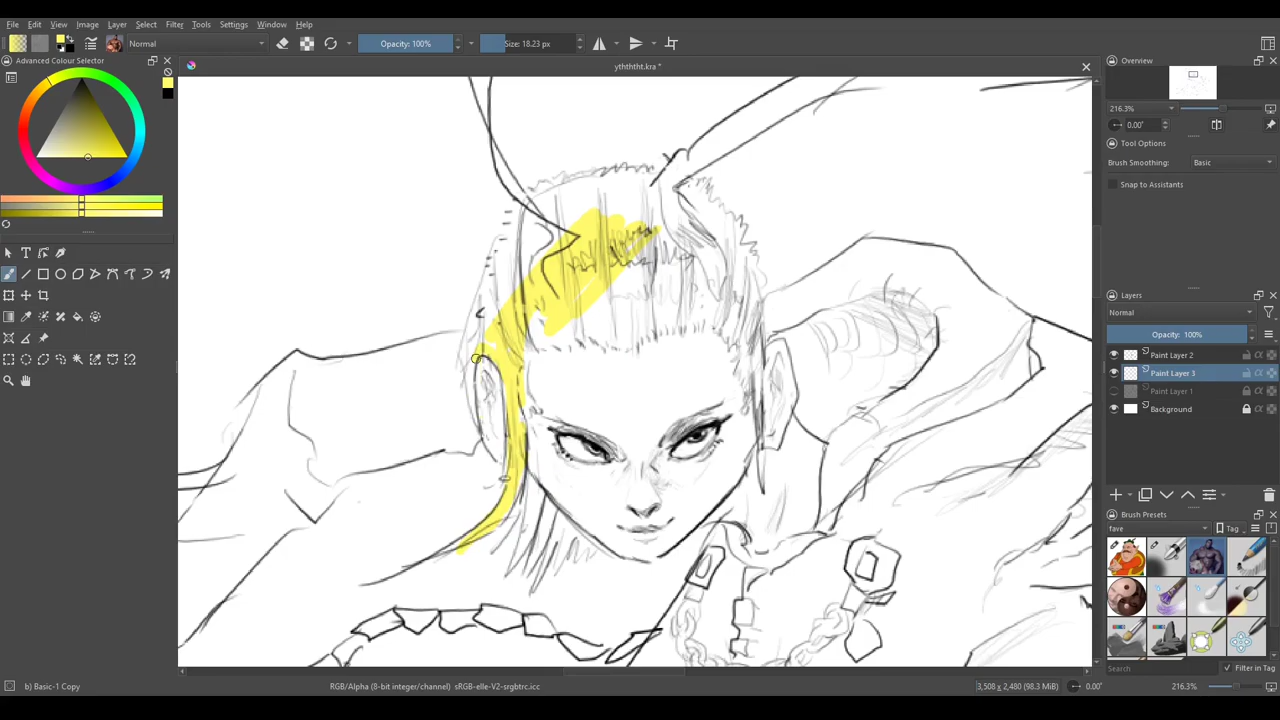 File Edit View Image Layer Select Filter Tools Settings Window Help
Normal Opacity: 100% Size: 18.23 px
Advanced Colour Selector
ythththt.kra *
Overview
216.3%
0.00°
Tool Options
Brush Smoothing: Basic
Snap to Assistants
Layers
Normal
Opacity: 100%
Paint Layer 2
Paint Layer 3
Paint Layer 1
Background
Brush Presets
fave Tag
Search Filter in Tag
b) Basic-1 Copy RGB/Alpha (8-bit integer/channel) sRGB-elle-V2-srgbtrc.icc 3,508 x 2,480 (98.3 MiB) 0.00° 216.3%